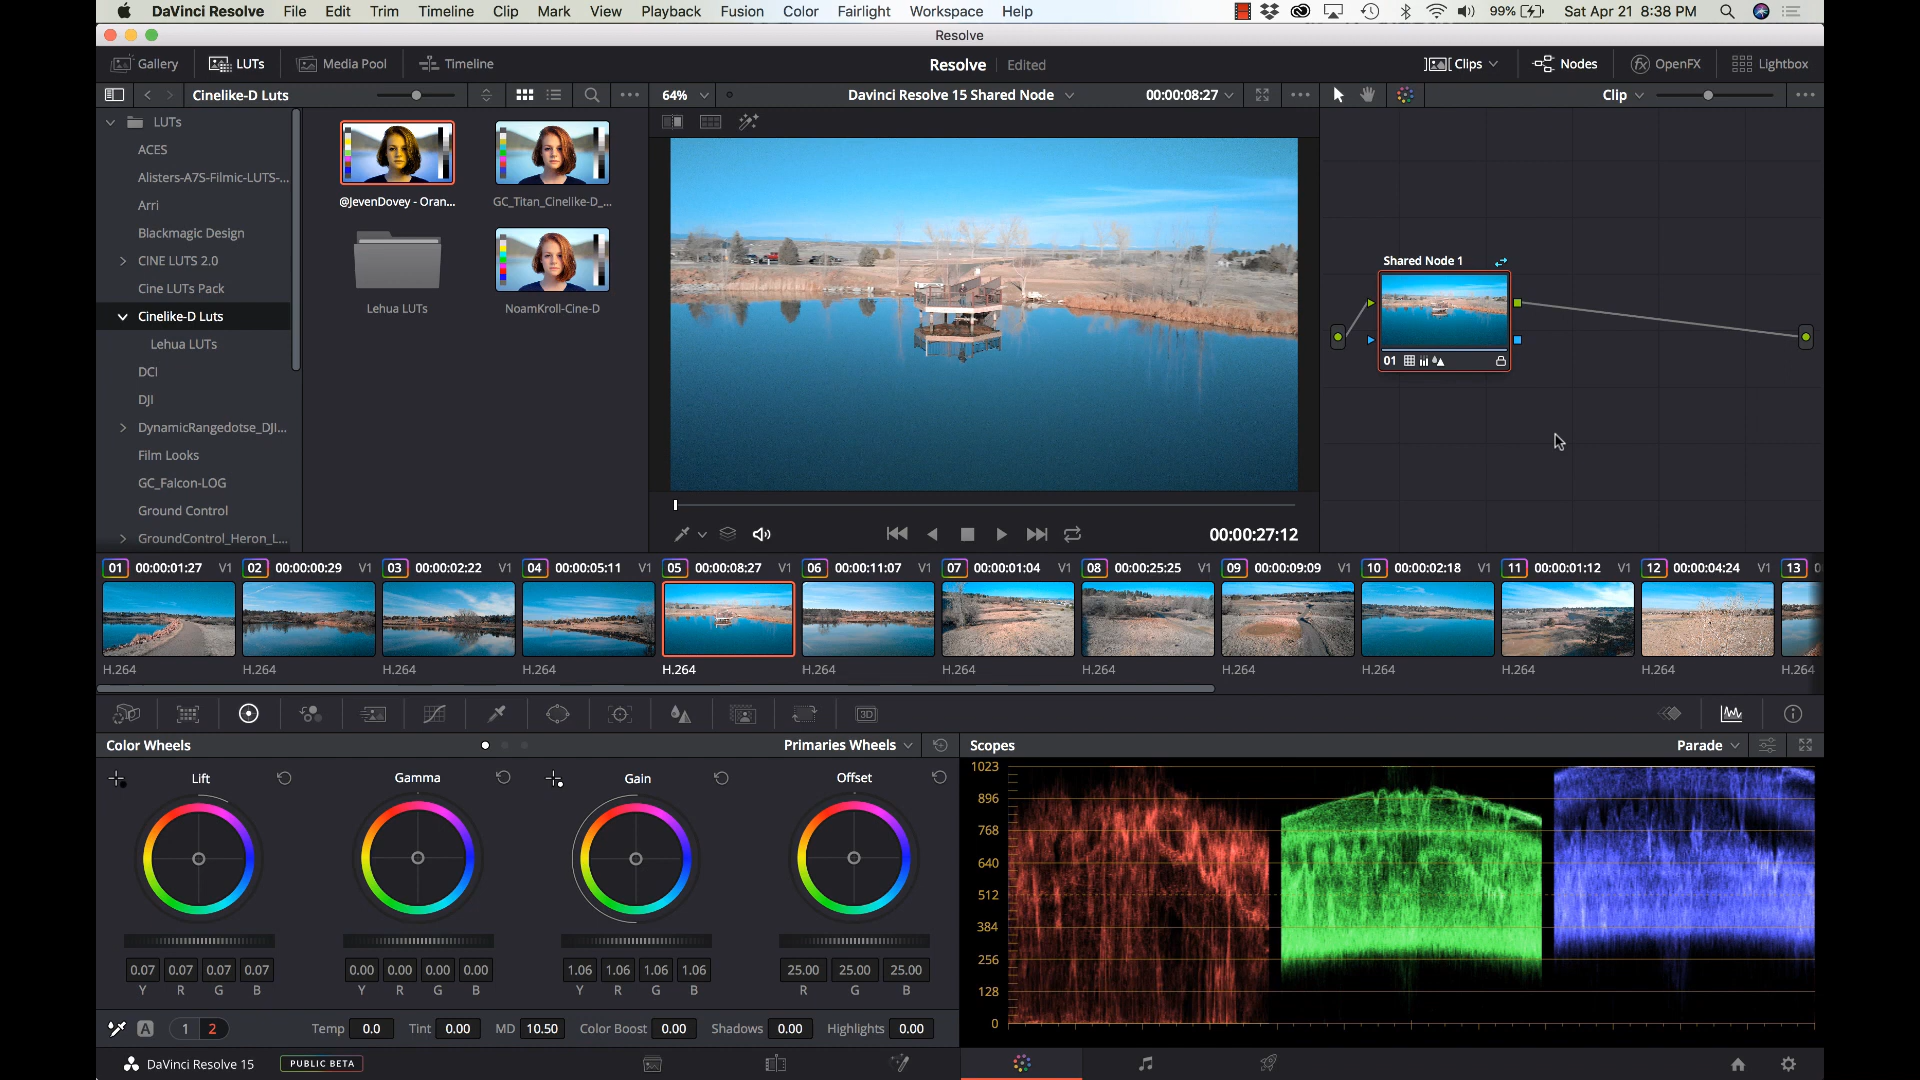 DaVinci Resolve File Edit Trim Timeline Clip Mark View Playback Fusion Color Fairlight Workspace Help 99% Sat Apr 21 8:38 PM
Resolve
Gallery LUTs Media Pool Timeline Resolve Edited Clips Nodes OpenFX Lightbox
Cinelike-D Luts 64% Davinci Resolve 15 Shared Node 00:00:08:27 Clip
LUTs
ACES
Alisters-A7S-Filmic-LUTS-...
Arri
Blackmagic Design
CINE LUTS 2.0
Cine LUTs Pack
Cinelike-D Luts
Lehua LUTs
DCI
DJI
DynamicRangedotse_DJI...
Film Looks
GC_Falcon-LOG
Ground Control
GroundControl_Heron_L...
@JevenDovey - Oran... GC_Titan_Cinelike-D_...
Lehua LUTs NoamKroll-Cine-D
Shared Node 1
01
00:00:27:12
01 00:00:01:27 V1 02 00:00:00:29 V1 03 00:00:02:22 V1 04 00:00:05:11 V1 05 00:00:08:27 V1 06 00:00:11:07 V1 07 00:00:01:04 V1 08 00:00:25:25 V1 09 00:00:09:09 V1 10 00:00:02:18 V1 11 00:00:01:12 V1 12 00:00:04:24 V1 13 0
H.264 H.264 H.264 H.264 H.264 H.264 H.264 H.264 H.264 H.264 H.264 H.264 H.264
3D
Color Wheels Primaries Wheels Scopes Parade
Lift Gamma Gain Offset
1023
896
768
640
512
384
256
128
0
0.07 0.07 0.07 0.07 0.00 0.00 0.00 0.00 1.06 1.06 1.06 1.06 25.00 25.00 25.00
Y R G B Y R G B Y R G B R G B
A 1 2 Temp 0.0 Tint 0.00 MD 10.50 Color Boost 0.00 Shadows 0.00 Highlights 0.00
DaVinci Resolve 15 PUBLIC BETA